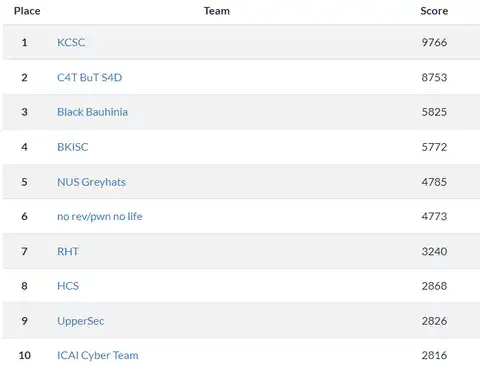 Place Team Score
1 KCSC 9766
2 C4T BuT S4D 8753
3 Black Bauhinia 5825
4 BKISC 5772
5 NUS Greyhats 4785
6 no rev/pwn no life 4773
7 RHT 3240
8 HCS 2868
9 UpperSec 2826
10 ICAI Cyber Team 2816